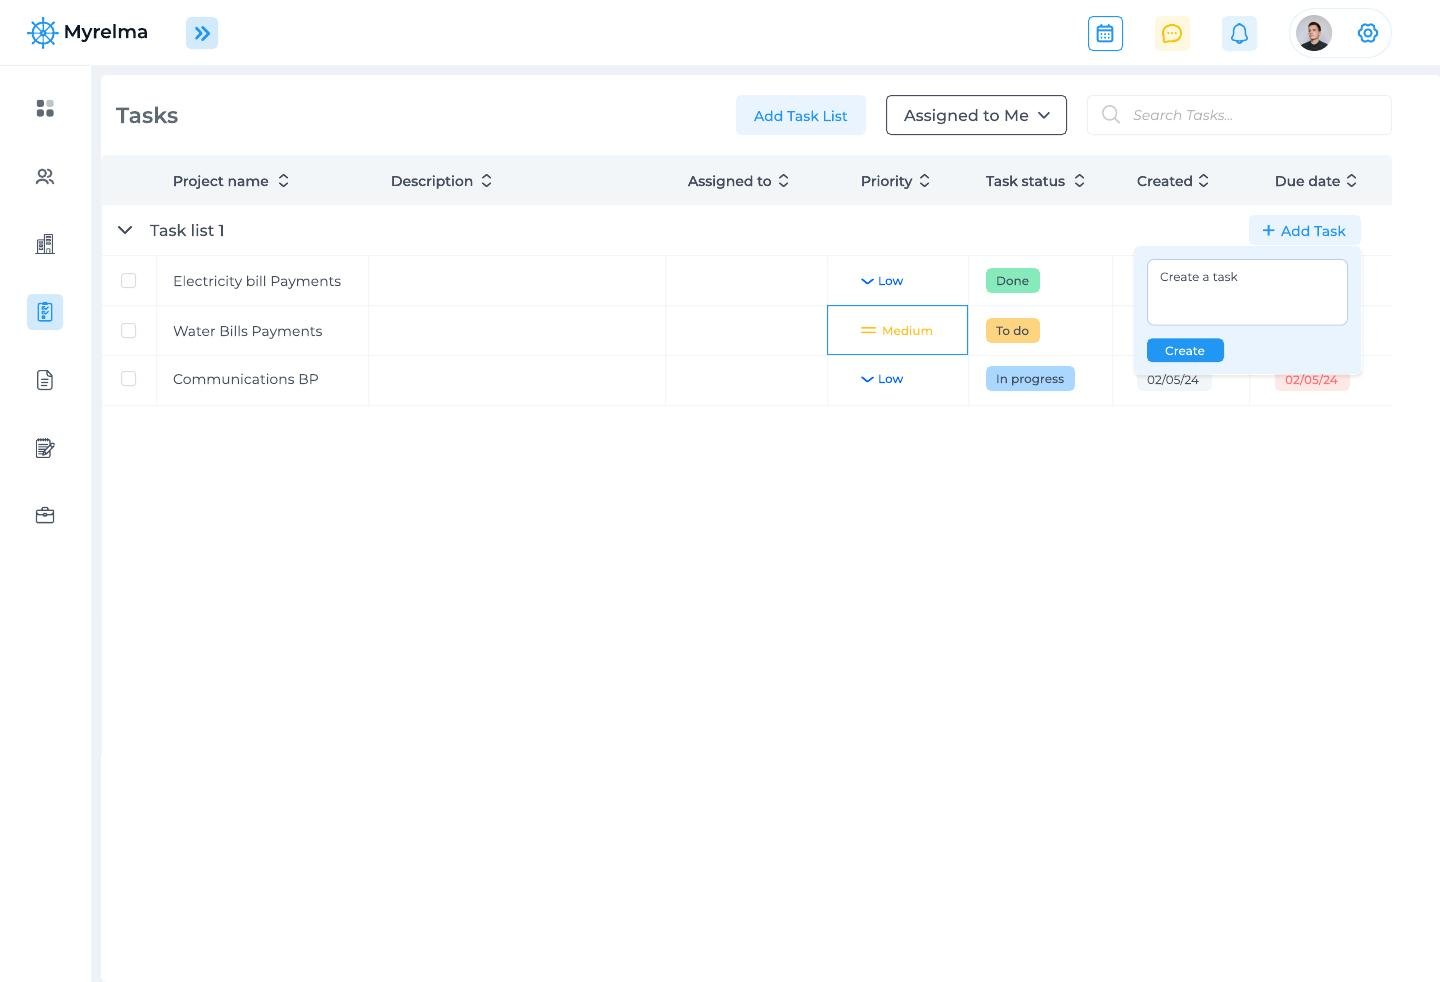 Myrelma
Tasks
Add Task List
Assigned to Me
Search Tasks...
Project name Description Assigned to Priority Task status Created Due date
Task list 1
+ Add Task
Electricity bill Payments Low Done
Create a task
Water Bills Payments Medium To do
Create
Communications BP Low In progress 02/05/24 02/05/24